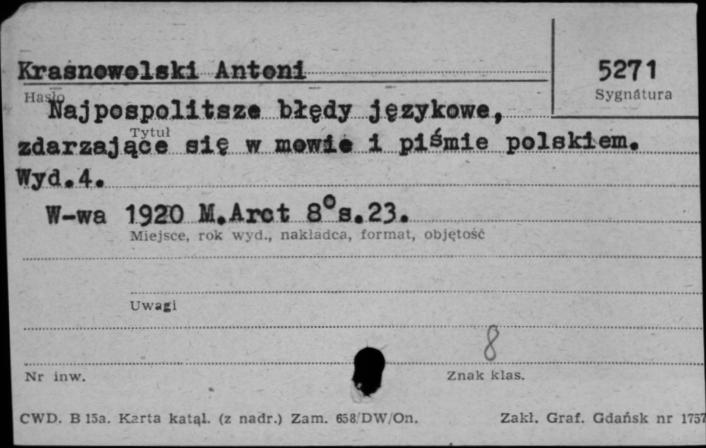 Krasnowolski Antoni
5271
Hasło
Sygnatura
Najpospolitsze błędy językowe,
Tytuł
zdarzające się w mowie i piśmie polskiem.
Wyd.4.
W-wa 1920 M.Arct 8°s.23.
Miejsce, rok wyd., nakładca, format, objętość
Uwagi
8
Nr inw.
Znak klas.
CWD. B 15a. Karta katal. (z nadr.) Zam. 658/DW/On.
Zakł. Graf. Gdańsk nr 1757